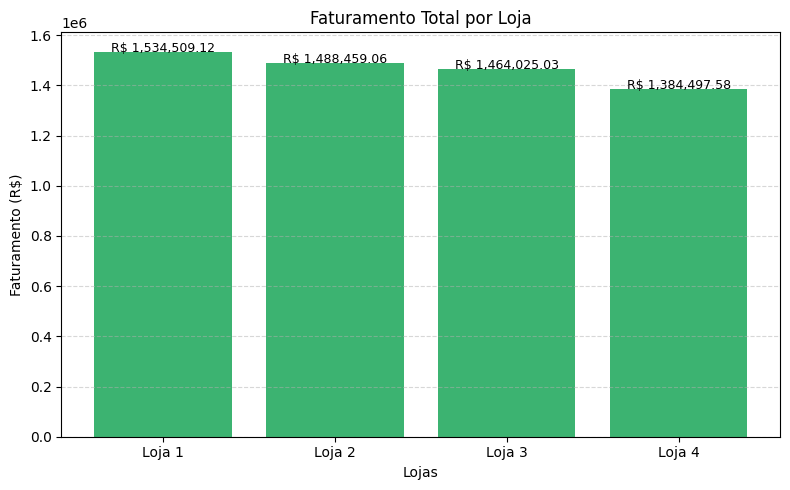 Faturamento Total por Loja
1e6
1.6
1.4
1.2
1.0
0.8
0.6
0.4
0.2
0.0
Faturamento (R$)
R$ 1,534,509.12
R$ 1,488,459.06
R$ 1,464,025.03
R$ 1,384,497.58
Loja 1
Loja 2
Loja 3
Loja 4
Lojas